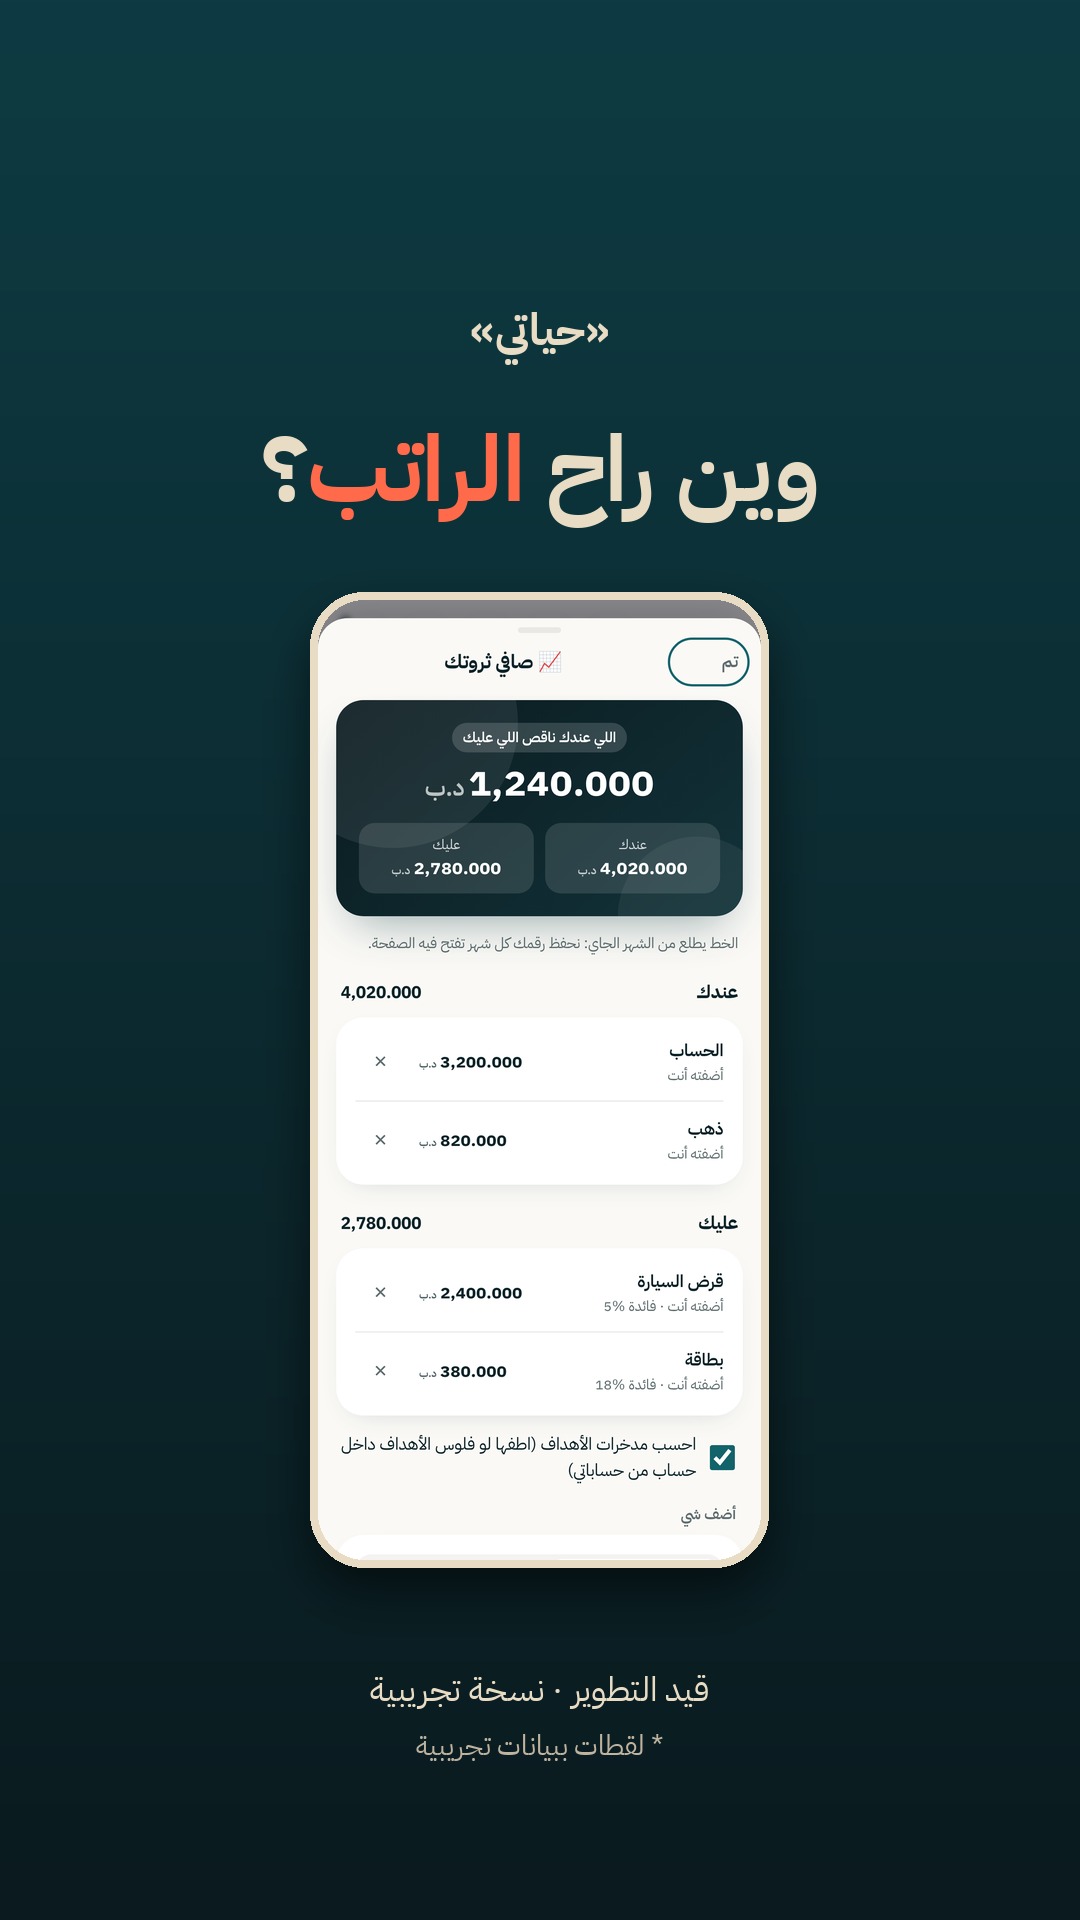 «حياتي»
وين راح الراتب؟
تم
📈 صافي ثروتك
اللي عندك ناقص اللي عليك
1,240.000 د.ب
عندك
4,020.000 د.ب
عليك
2,780.000 د.ب
الخط يطلع من الشهر الجاي: نحفظ رقمك كل شهر تفتح فيه الصفحة.
عندك 4,020.000
الحساب
أضفته أنت
3,200.000 د.ب ×
ذهب
أضفته أنت
820.000 د.ب ×
عليك 2,780.000
قرض السيارة
أضفته أنت · فائدة 5%
2,400.000 د.ب ×
بطاقة
أضفته أنت · فائدة 18%
380.000 د.ب ×
احسب مدخرات الأهداف (اطفها لو فلوس الأهداف داخل
حساب من حساباتي)
أضف شي
قيد التطوير · نسخة تجريبية
* لقطات ببيانات تجريبية